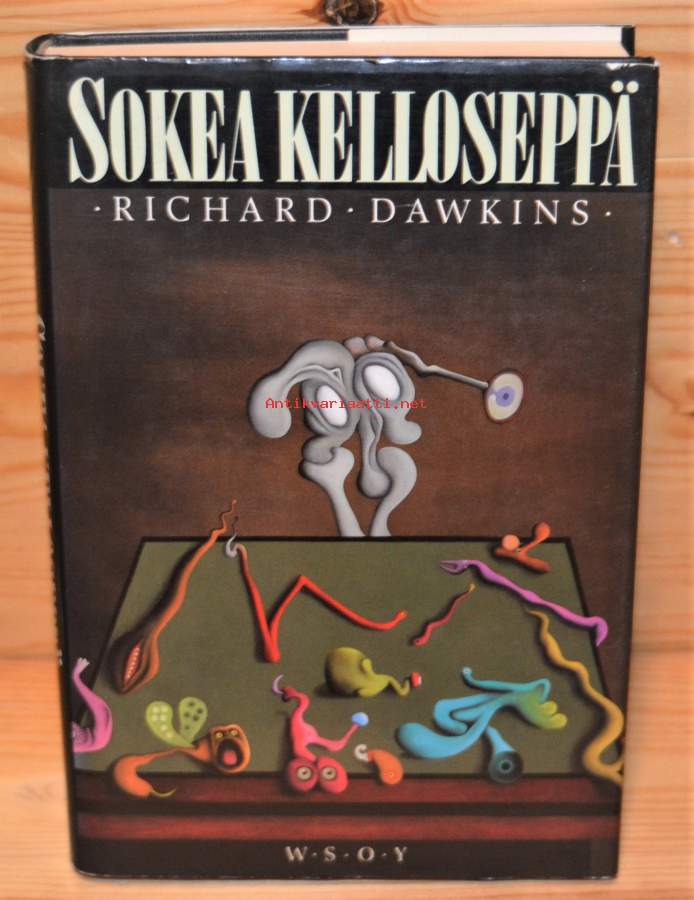 SOKEA KELLOSEPPÄ
·RICHARD·DAWKINS·
Antikvariaatti.net
W·S·O·Y